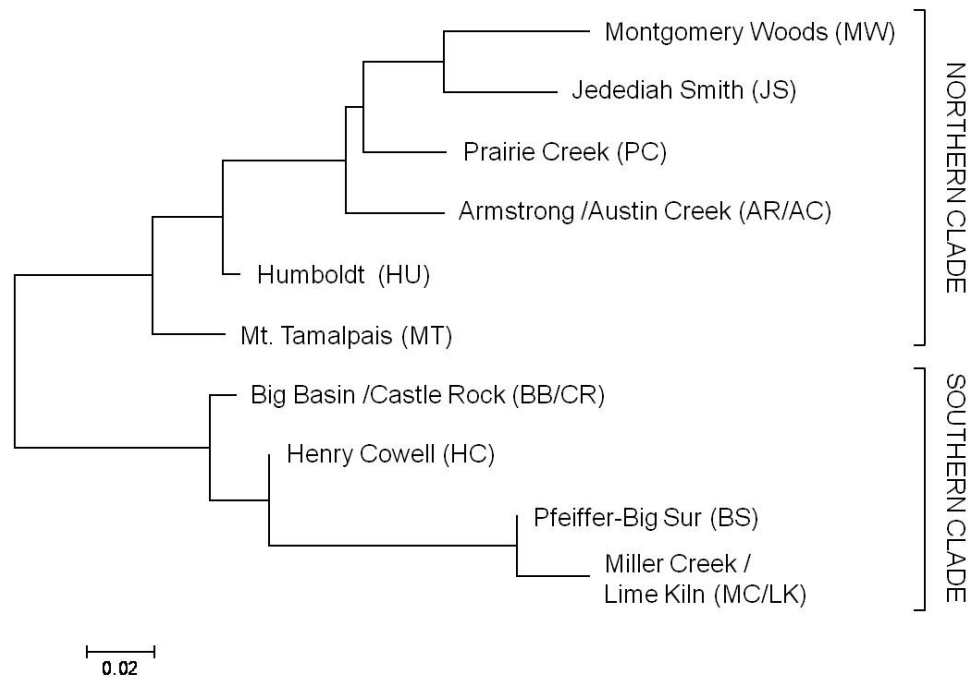 Montgomery Woods (MW)
Jedediah Smith (JS)
Prairie Creek (PC)
Armstrong /Austin Creek (AR/AC)
Humboldt (HU)
Mt. Tamalpais (MT)
NORTHERN CLADE
Big Basin /Castle Rock (BB/CR)
Henry Cowell (HC)
Pfeiffer-Big Sur (BS)
Miller Creek /
Lime Kiln (MC/LK)
SOUTHERN CLADE
0.02